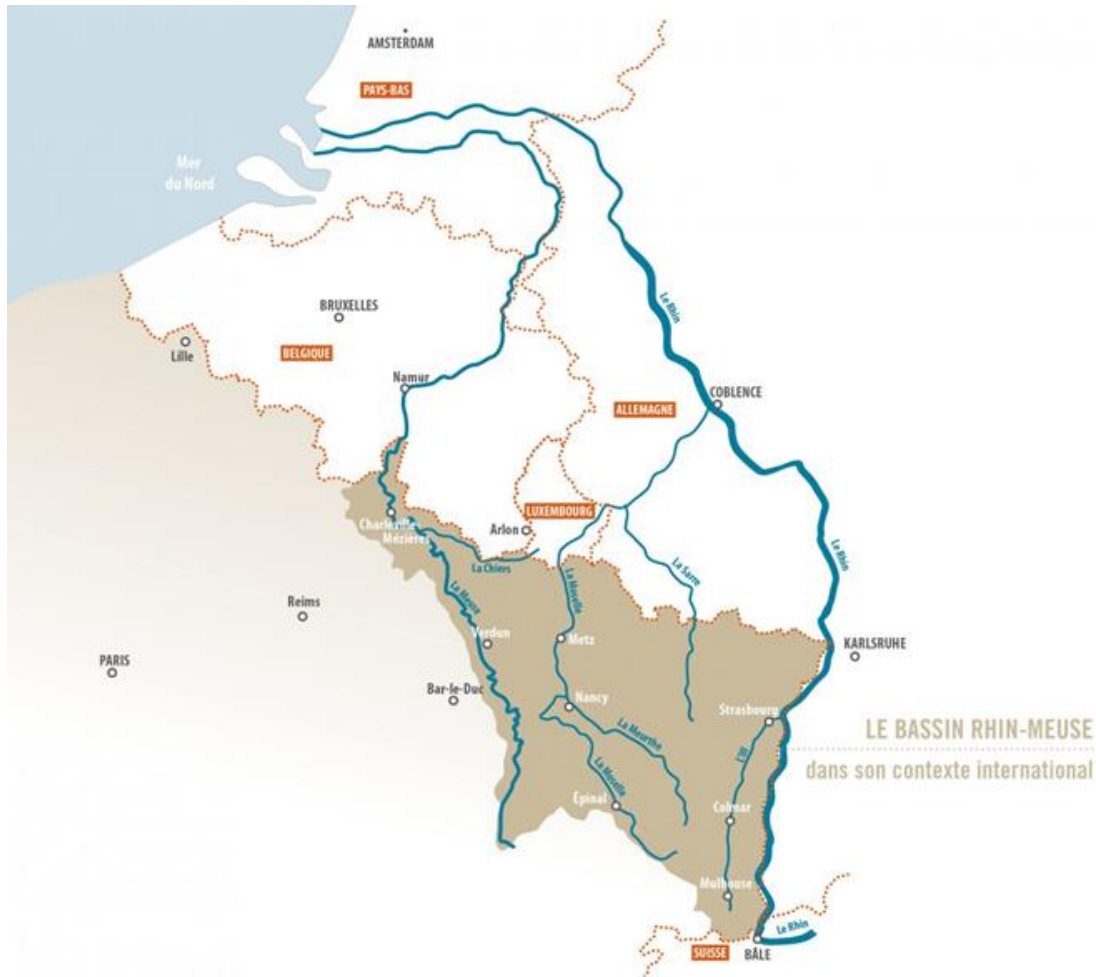 AMSTERDAM
PAYS-BAS
Mer
du Nord
BRUXELLES
Le Rhin
Lille
BELGIQUE
Namur
COBLENCE
ALLEMAGNE
LUXEMBOURG
Charleville-
Mézières
Arlon
La Chiers
La Moselle
La Sarre
Le Rhin
La Meuse
Reims
Verdun
Metz
KARLSRUHE
PARIS
Bar-le-Duc
Nancy
Strasbourg
La Meurthe
LE BASSIN RHIN-MEUSE
dans son contexte international
L'Ill
La Moselle
Épinal
Colmar
Mulhouse
Le Rhin
SUISSE
BÂLE